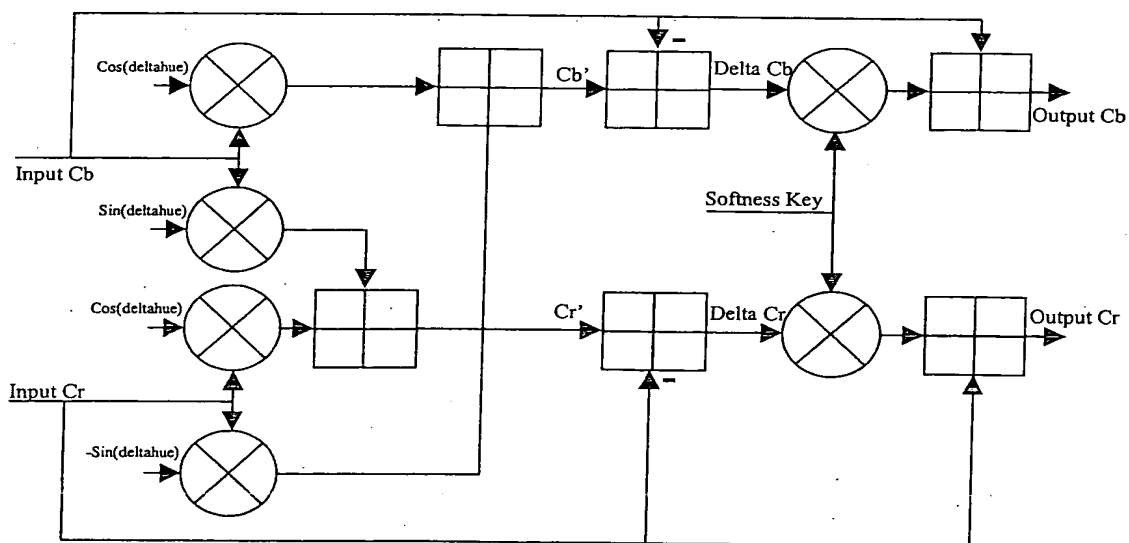 Cos(deltahue)
Cb’
Delta Cb
Output Cb
Input Cb
Sin(deltahue)
Softness Key
Cos(deltahue)
Cr’
Delta Cr
Output Cr
Input Cr
-Sin(deltahue)